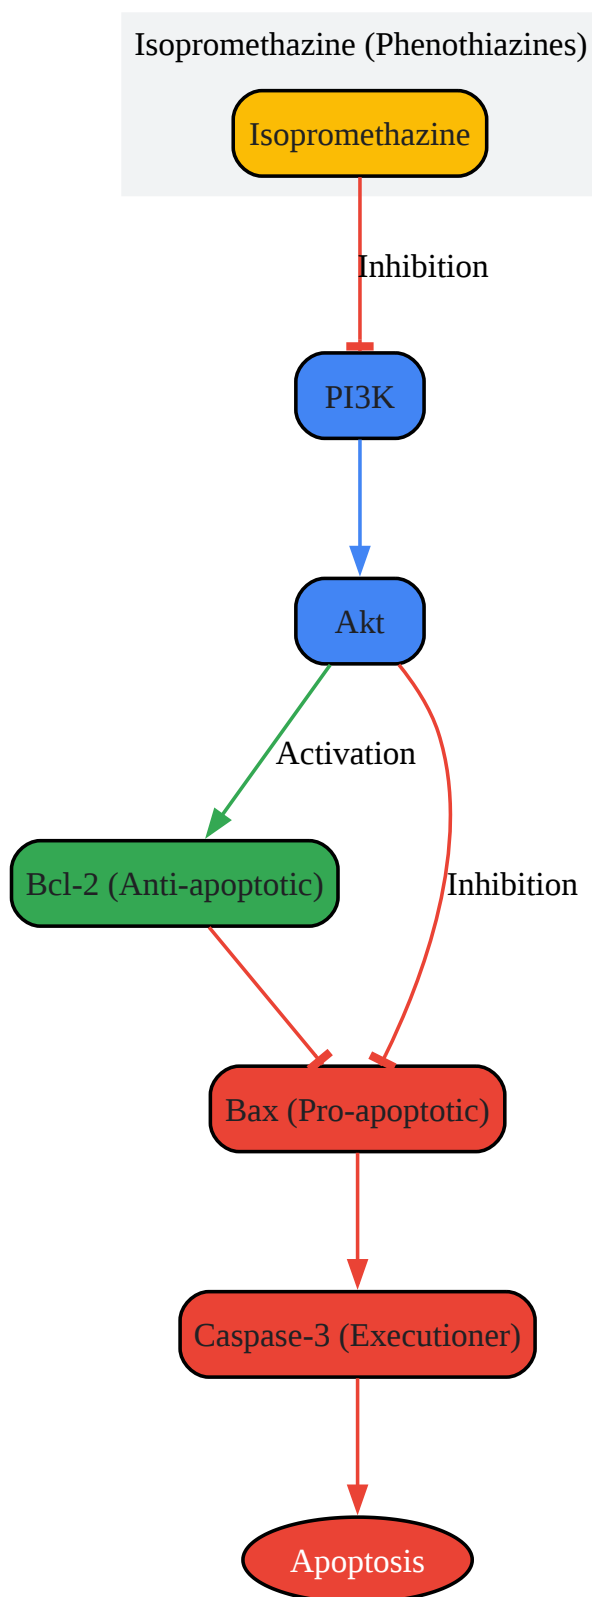 Isopromethazine (Phenothiazines)
Isopromethazine
Inhibition
PI3K
Akt
Activation
Bcl-2 (Anti-apoptotic)
Inhibition
Bax (Pro-apoptotic)
Caspase-3 (Executioner)
Apoptosis